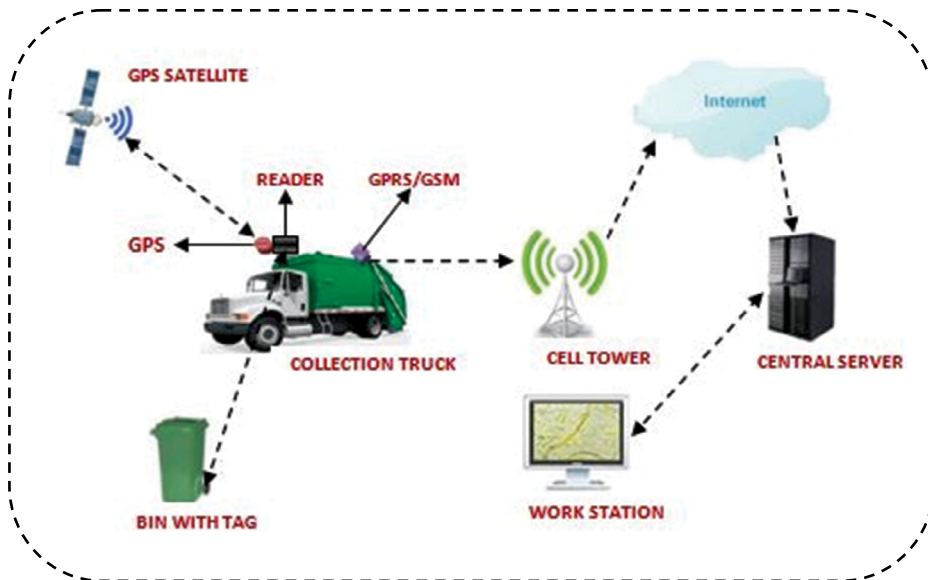 GPS SATELLITE
Internet
READER
GPRS/GSM
GPS
COLLECTION TRUCK
CELL TOWER
CENTRAL SERVER
BIN WITH TAG
WORK STATION